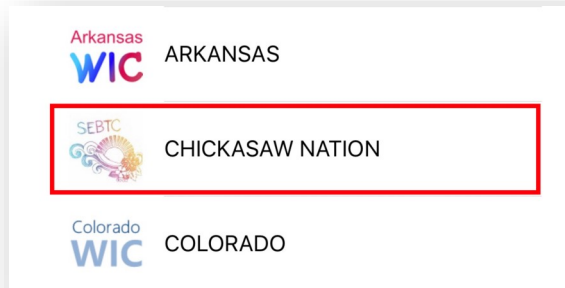 Arkansas
WIC
ARKANSAS
SEBTC
CHICKASAW NATION
Colorado
WIC
COLORADO